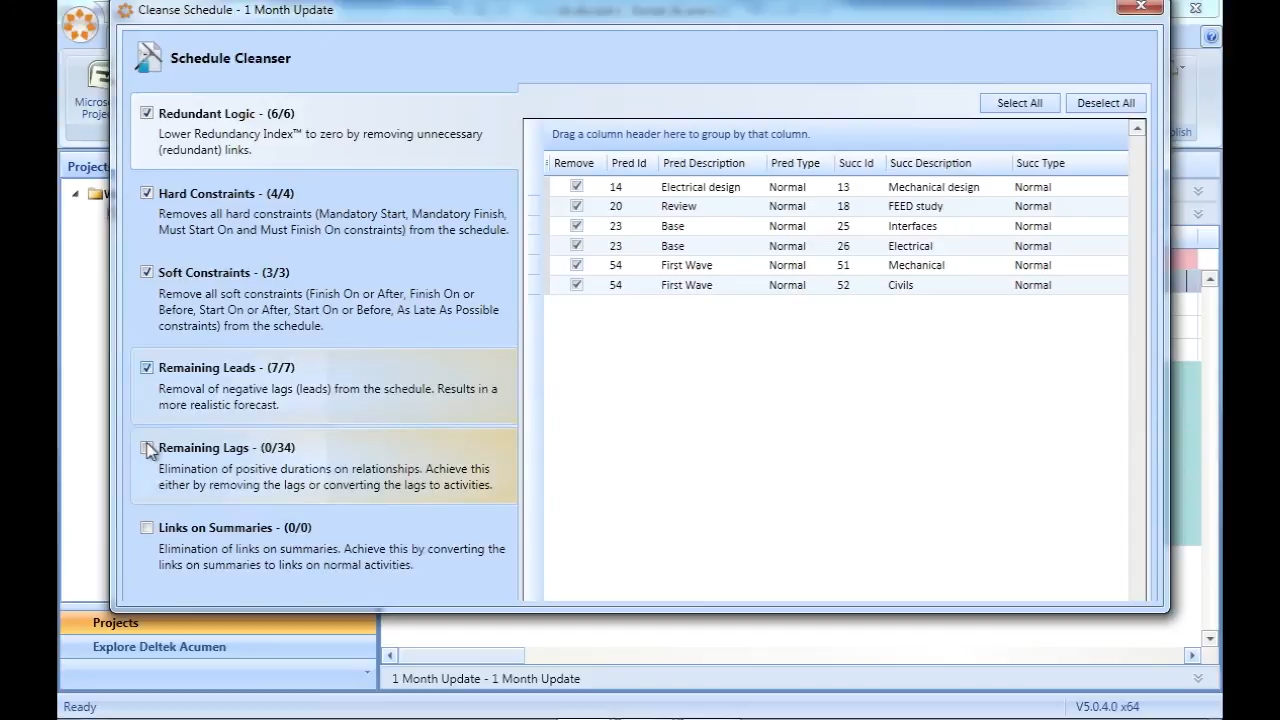 Cleanse Schedule - 1 Month Update
Schedule Cleanser
Select All
Deselect All
Redundant Logic - (6/6)
Lower Redundancy Index™ to zero by removing unnecessary
(redundant) links.
Hard Constraints - (4/4)
Removes all hard constraints (Mandatory Start, Mandatory Finish,
Must Start On and Must Finish On constraints) from the schedule.
Soft Constraints - (3/3)
Remove all soft constraints (Finish On or After, Finish On or
Before, Start On or After, Start On or Before, As Late As Possible
constraints) from the schedule.
Remaining Leads - (7/7)
Removal of negative lags (leads) from the schedule. Results in a
more realistic forecast.
Remaining Lags - (0/34)
Elimination of positive durations on relationships. Achieve this
either by removing the lags or converting the lags to activities.
Links on Summaries - (0/0)
Elimination of links on summaries. Achieve this by converting the
links on summaries to links on normal activities.
Drag a column header here to group by that column.
Remove Pred Id Pred Description Pred Type Succ Id Succ Description Succ Type
14 Electrical design Normal 13 Mechanical design Normal
20 Review Normal 18 FEED study Normal
23 Base Normal 25 Interfaces Normal
23 Base Normal 26 Electrical Normal
54 First Wave Normal 51 Mechanical Normal
54 First Wave Normal 52 Civils Normal
Projects
Explore Deltek Acumen
1 Month Update - 1 Month Update
Ready
V5.0.4.0 x64